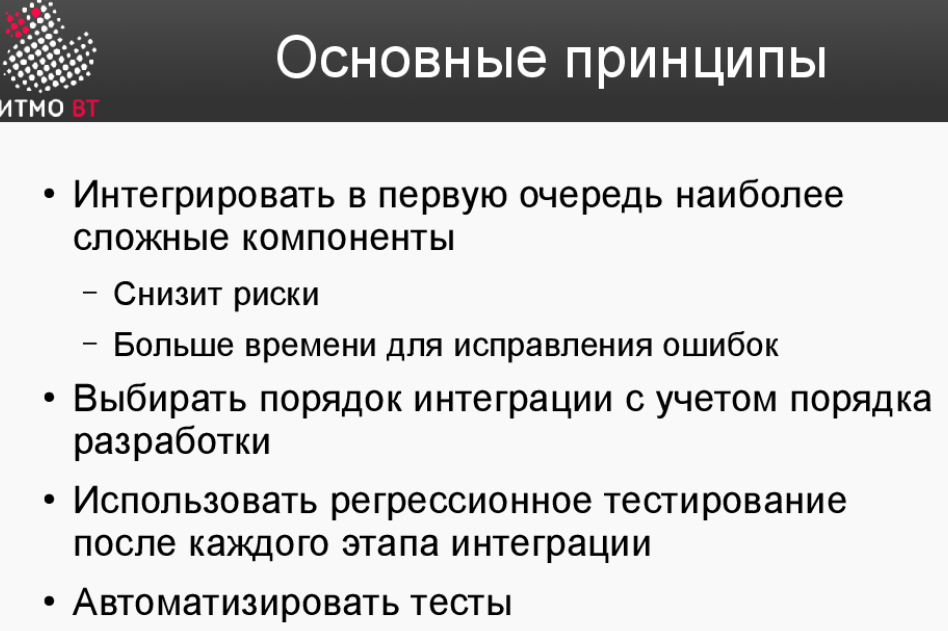 Основные принципы
ИТМО ВТ
• Интегрировать в первую очередь наиболее
сложные компоненты
– Снизит риски
– Больше времени для исправления ошибок
• Выбирать порядок интеграции с учетом порядка
разработки
• Использовать регрессионное тестирование
после каждого этапа интеграции
• Автоматизировать тесты